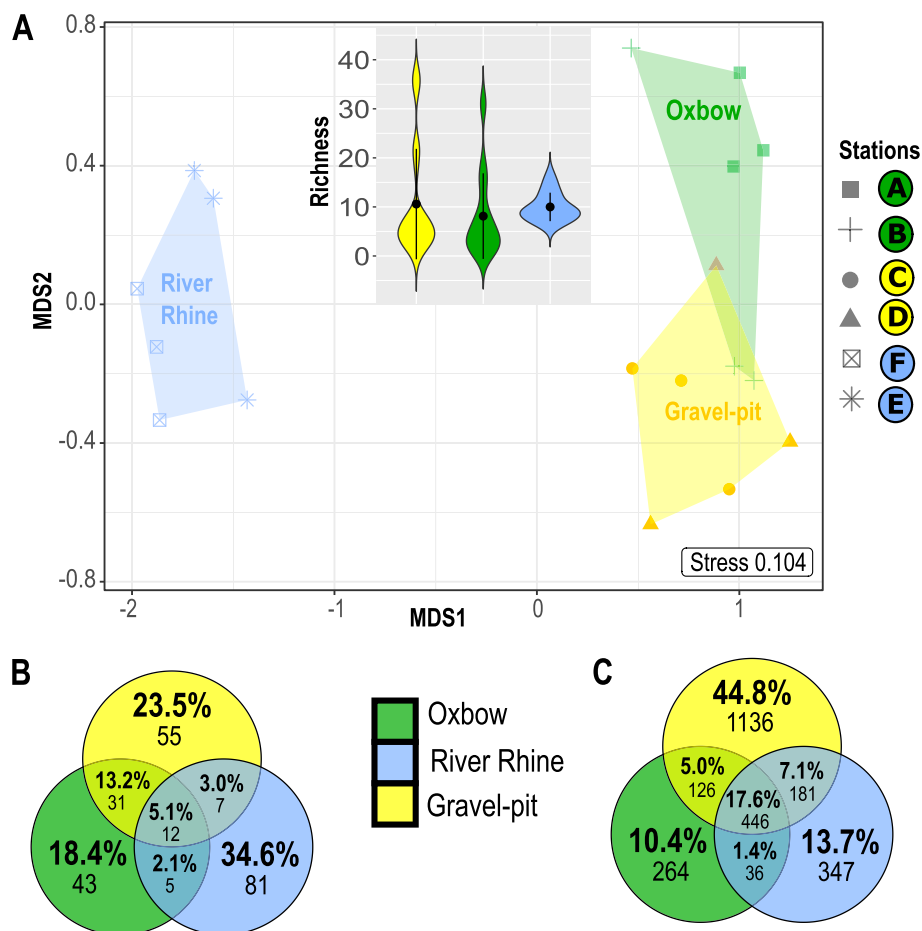 A
0.8
0.4
0.0
-0.4
-0.8
MDS2
-2
-1
0
1
MDS1
Richness
40
30
20
10
0
Oxbow
River
Rhine
Gravel-pit
Stress 0.104
Stations
A
B
C
D
F
E
B
23.5%
55
13.2%
31
3.0%
7
5.1%
12
18.4%
43
2.1%
5
34.6%
81
Oxbow
River Rhine
Gravel-pit
C
44.8%
1136
5.0%
126
7.1%
181
17.6%
446
10.4%
264
1.4%
36
13.7%
347